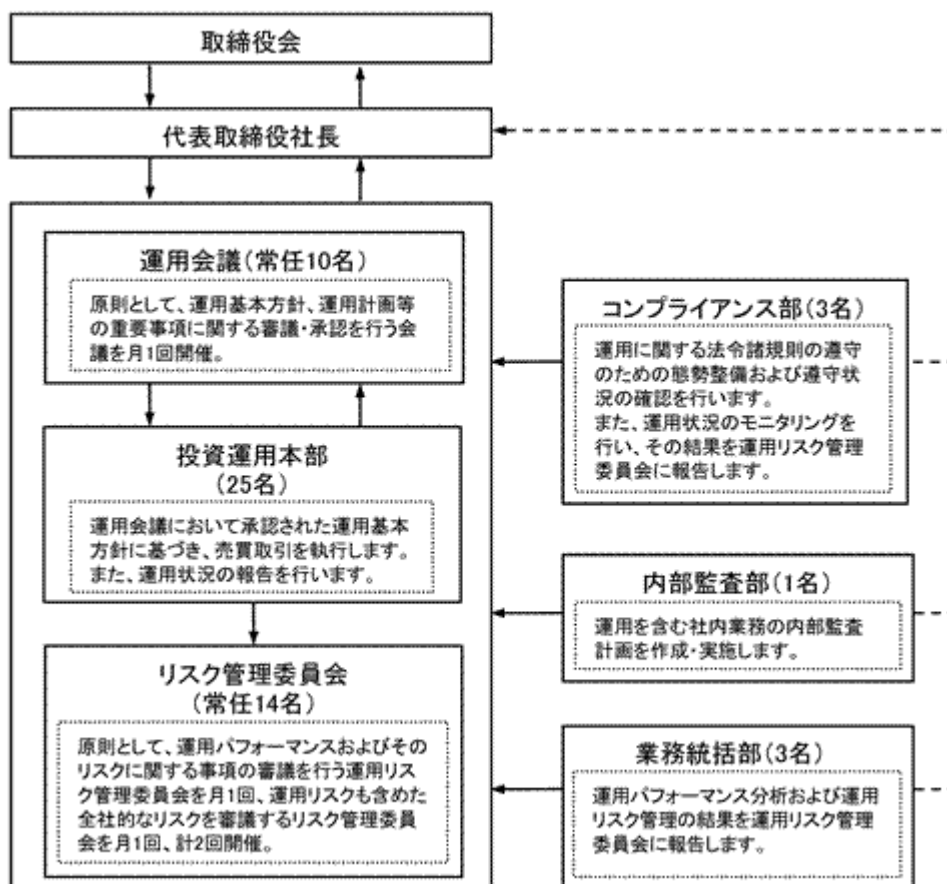 取締役会
代表取締役社長
運用会議(常任10名)
原則として、運用基本方針、運用計画等
の重要事項に関する審議・承認を行う会
議を月1回開催。
投資運用本部
(25名)
運用会議において承認された運用基本
方針に基づき、売買取引を執行します。
また、運用状況の報告を行います。
リスク管理委員会
(常任14名)
原則として、運用パフォーマンスおよびその
リスクに関する事項の審議を行う運用リス
ク管理委員会を月1回、運用リスクも含めた
全社的なリスクを審議するリスク管理委員
会を月1回、計2回開催。
コンプライアンス部(3名)
運用に関する法令諸規則の遵守
のための態勢整備および遵守状
況の確認を行います。
また、運用状況のモニタリングを
行い、その結果を運用リスク管理
委員会に報告します。
内部監査部(1名)
運用を含む社内業務の内部監査
計画を作成・実施します。
業務統括部(3名)
運用パフォーマンス分析および運用
リスク管理の結果を運用リスク管理
委員会に報告します。